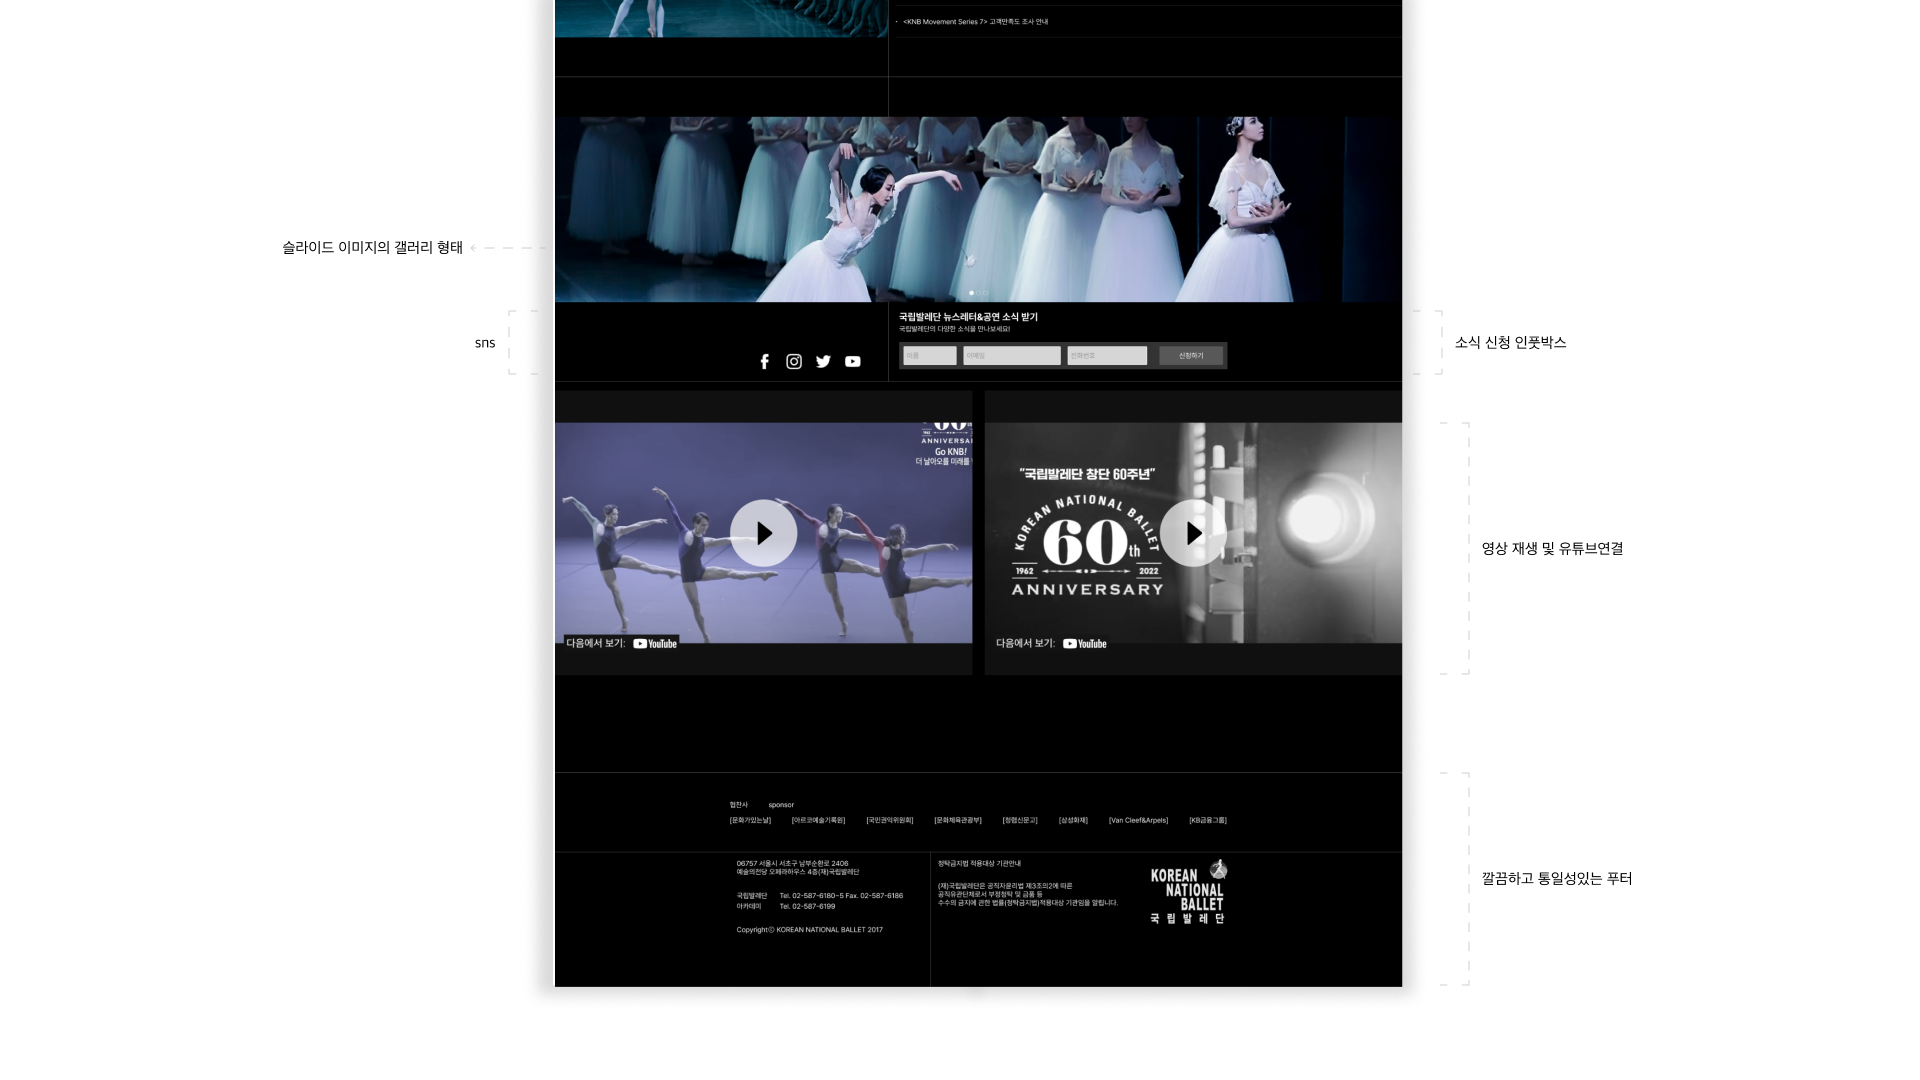 <KNB Movement Series 7> 고객만족도 조사 안내
슬라이드 이미지의 갤러리 형태
국립발레단 뉴스레터&공연 소식 받기
국립발레단의 다양한 소식을 만나보세요!
sns
이름 이메일 전화번호 신청하기
소식 신청 인풋박스
60
ANNIVERSAR
Go KNB!
더 날아오를 미래를
"국립발레단 창단 60주년"
KOREAN NATIONAL BALLET
60th
1962 2022
ANNIVERSARY
영상 재생 및 유튜브연결
다음에서 보기: YouTube
다음에서 보기: YouTube
협찬사 sponsor
[문화가있는날] [아르코예술기록원] [국민권익위원회] [문화체육관광부] [청렴신문고] [삼성화재] [Van Cleef&Arpels] [KB금융그룹]
06757 서울시 서초구 남부순환로 2406
예술의전당 오페라하우스 4층(재)국립발레단
국립발레단 Tel. 02-587-6180~5 Fax. 02-587-6186
아카데미 Tel. 02-587-6199
Copyrightⓒ KOREAN NATIONAL BALLET 2017
청탁금지법 적용대상 기관안내
(재)국립발레단은 공직자윤리법 제3조의2에 따른
공직유관단체로서 부정청탁 및 금품 등
수수의 금지에 관한 법률(청탁금지법)적용대상 기관임을 알립니다.
KOREAN
NATIONAL
BALLET
국립발레단
깔끔하고 통일성있는 푸터